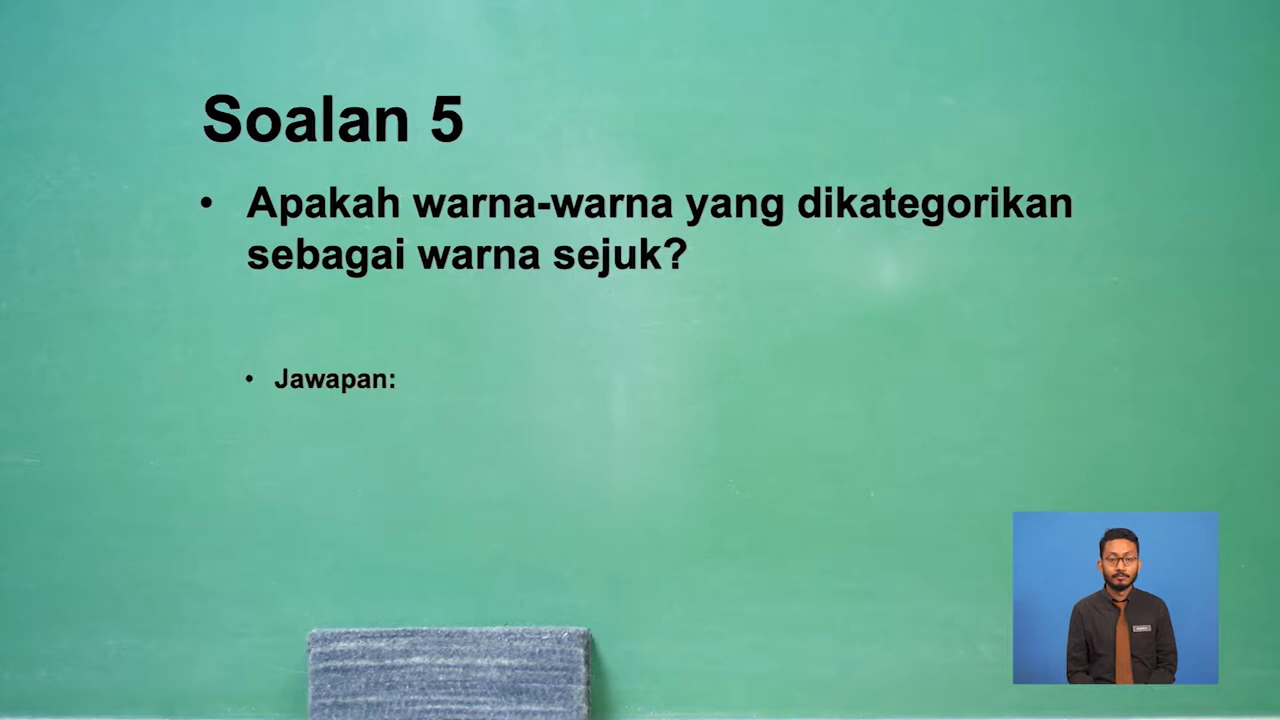 Soalan 5
• Apakah warna-warna yang dikategorikan
sebagai warna sejuk?
• Jawapan: